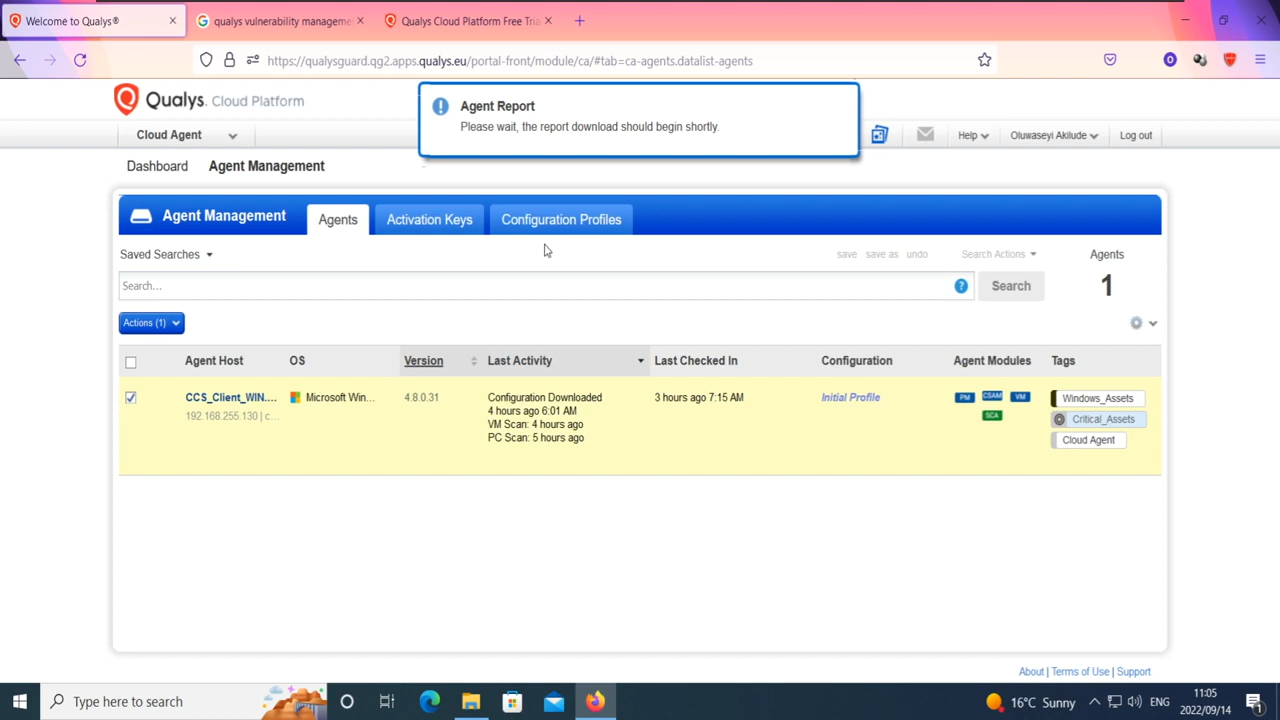 Welcome to Qualys®
qualys vulnerability manageme
Qualys Cloud Platform Free Tria
https://qualysguard.qg2.apps.qualys.eu/portal-front/module/ca/#tab=ca-agents.datalist-agents
Qualys. Cloud Platform
Agent Report
Please wait, the report download should begin shortly.
Cloud Agent
Help
Oluwaseyi Akilude
Log out
Dashboard
Agent Management
Agent Management
Agents
Activation Keys
Configuration Profiles
Saved Searches
save
save as
undo
Search Actions
Agents
Search...
?
Search
1
Actions (1)
Agent Host
OS
Version
Last Activity
Last Checked In
Configuration
Agent Modules
Tags
CCS_Client_WIN....
192.168.255.130 | c...
Microsoft Win...
4.8.0.31
Configuration Downloaded
4 hours ago 6:01 AM
VM Scan: 4 hours ago
PC Scan: 5 hours ago
3 hours ago 7:15 AM
Initial Profile
PM
CSAM
VM
SCA
Windows_Assets
Critical_Assets
Cloud Agent
About | Terms of Use | Support
Type here to search
16°C Sunny
ENG
11:05
2022/09/14
1